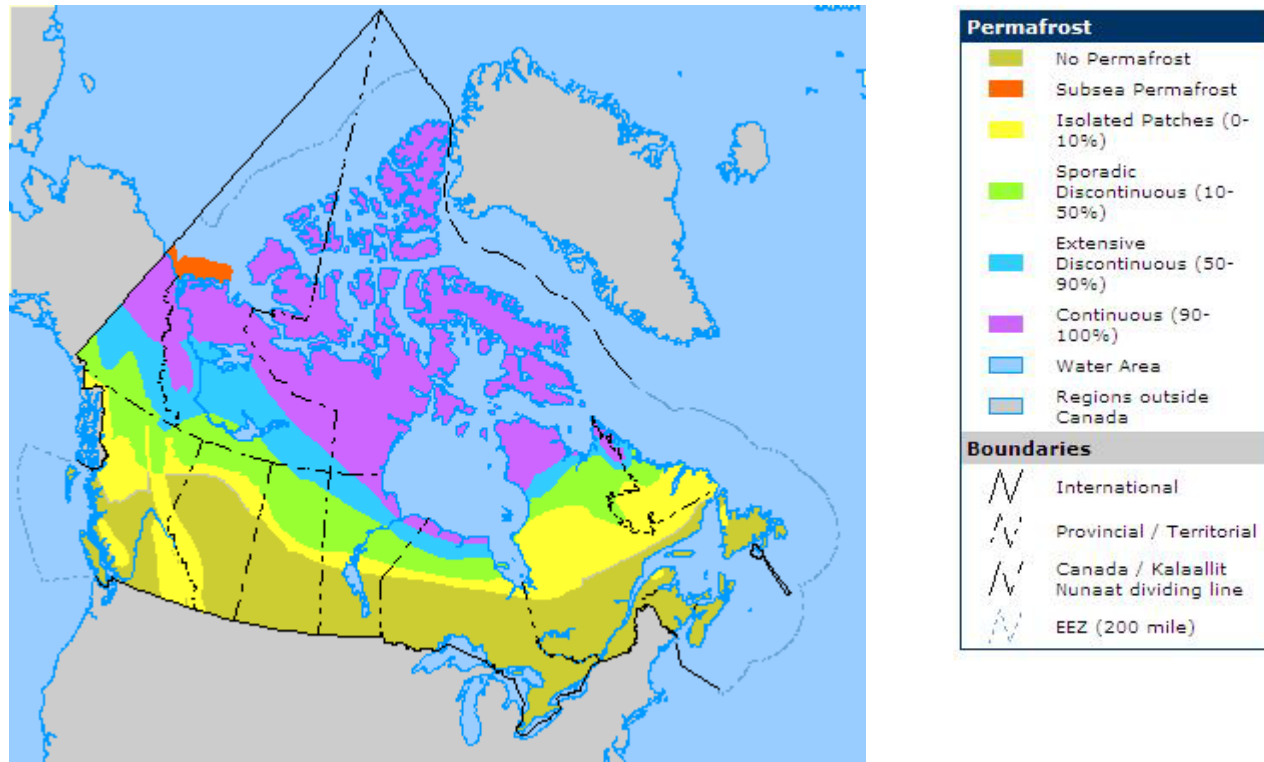 Permafrost
No Permafrost
Subsea Permafrost
Isolated Patches (0-
10%)
Sporadic
Discontinuous (10-
50%)
Extensive
Discontinuous (50-
90%)
Continuous (90-
100%)
Water Area
Regions outside
Canada
Boundaries
International
Provincial / Territorial
Canada / Kalaallit
Nunaat dividing line
EEZ (200 mile)